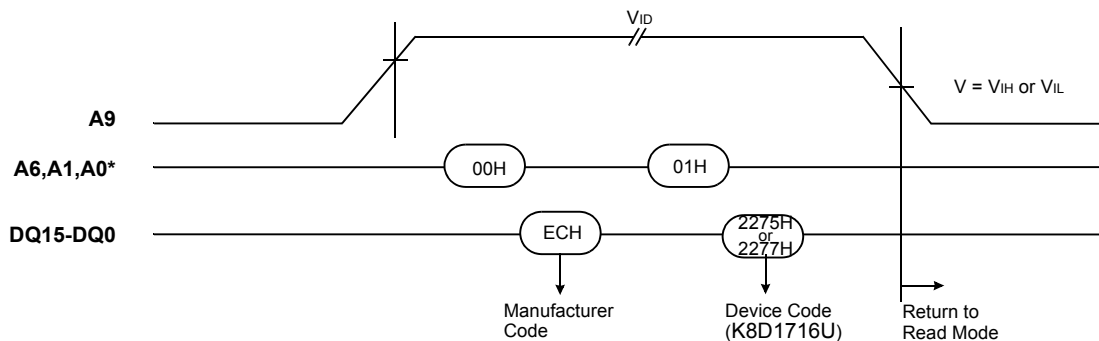 VID
V = VIH or VIL
A9
A6,A1,A0*
00H
01H
DQ15-DQ0
ECH
2275H
or
2277H
Manufacturer
Code
Device Code
(K8D1716U)
Return to
Read Mode